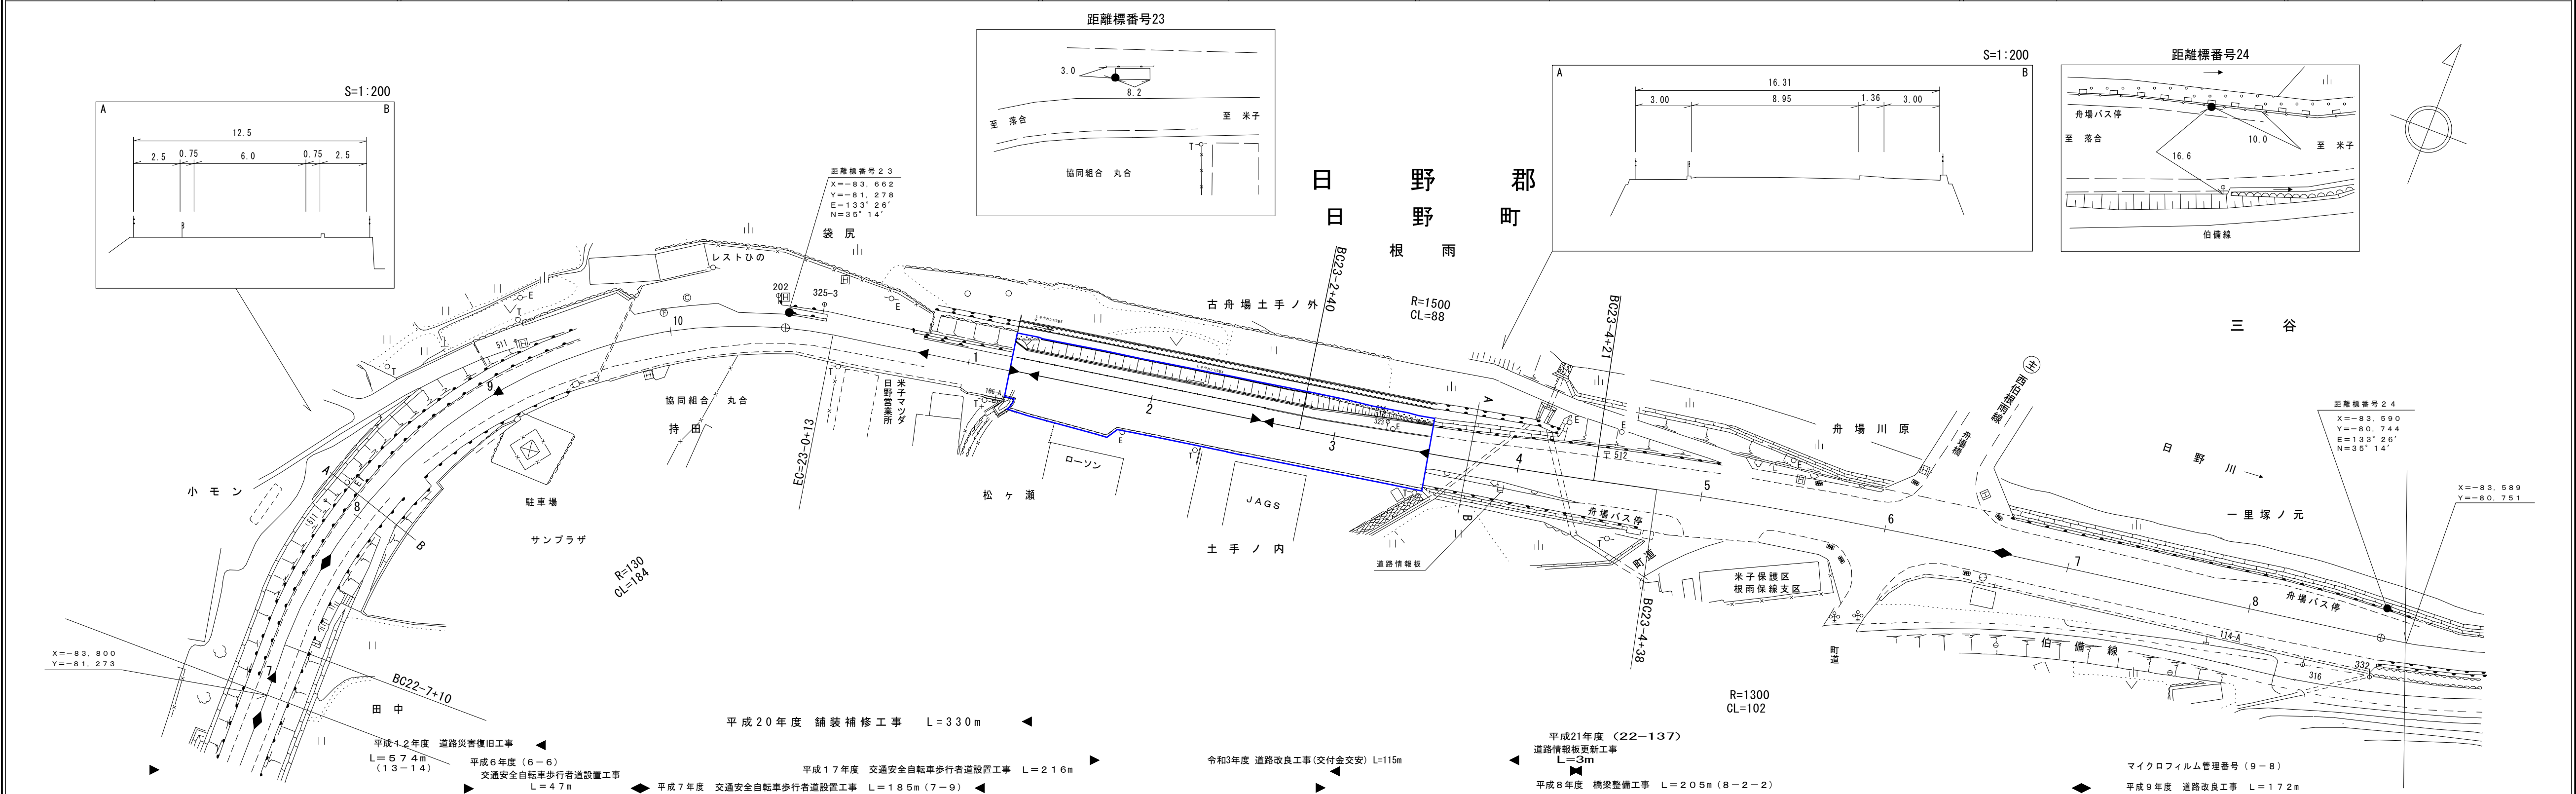 距離標番号23
3.0
8.2
至 落合
至 米子
T
協同組合 丸合
S=1:200
A
B
12.5
2.5
0.75
6.0
0.75
2.5
S=1:200
A
B
16.31
3.00
8.95
1.36
3.00
距離標番号24
舟場バス停
至 落合
10.0
至 米子
16.6
伯備線
日野郡
日野町
根雨
距離標番号23
X=-83,662
Y=-81,278
E=133°26′
N=35°14′
袋尻
レストひの
202
325-3
E
E
T
T
H
H
10
511
9
古舟場土手ノ外
BC23-2+40
R=1500
CL=88
BC23-4+21
三谷
主
西伯根雨線
舟場橋
舟場川原
日野川
距離標番号24
X=-83,590
Y=-80,744
E=133°26′
N=35°14′
X=-83,589
Y=-80,751
一里塚ノ元
1
2
3
4
5
6
7
8
323
E
E
E
E
512
A
B
186-A
T
T
米子マツダ
日野営業所
協同組合 丸合
持田
EC=23-0+13
松ヶ瀬
ローソン
E
T
JAGS
土手ノ内
道路情報板
舟場バス停
T
町道
BC23-4+38
米子保護区
根雨保線支区
町道
伯備線
舟場バス停
114-A
332
316
小モン
A
B
E
8
511
駐車場
サンプラザ
R=130
CL=184
7
X=-83,800
Y=-81,273
BC22-7+10
田中
R=1300
CL=102
平成20年度 舗装補修工事 L=330m
平成12年度 道路災害復旧工事
L=574m
(13-14)
平成6年度(6-6)
交通安全自転車歩行者道設置工事
L=47m
平成17年度 交通安全自転車歩行者道設置工事 L=216m
平成7年度 交通安全自転車歩行者道設置工事 L=185m(7-9)
令和3年度 道路改良工事(交付金交安) L=115m
平成21年度 (22-137)
道路情報板更新工事
L=3m
平成8年度 橋梁整備工事 L=205m(8-2-2)
マイクロフィルム管理番号(9-8)
平成9年度 道路改良工事 L=172m